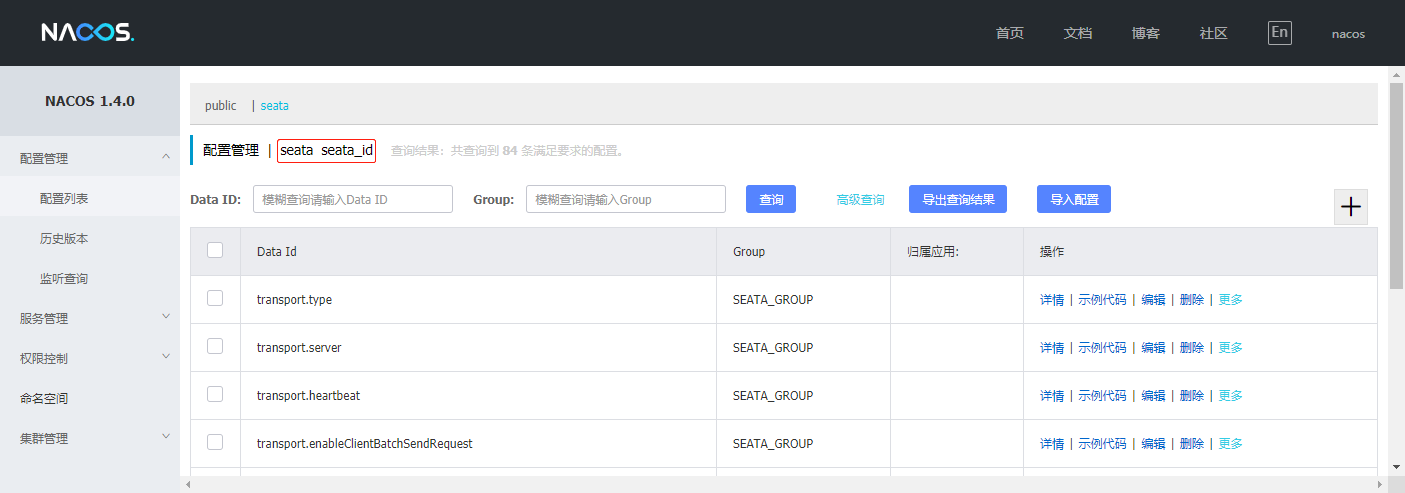 NACOS. 首页 文档 博客 社区 En nacos
NACOS 1.4.0
配置管理
配置列表
历史版本
监听查询
服务管理
权限控制
命名空间
集群管理
public | seata
配置管理 | seata seata_id 查询结果：共查询到 84 条满足要求的配置。
Data ID: 模糊查询请输入Data ID Group: 模糊查询请输入Group 查询 高级查询 导出查询结果 导入配置
Data Id Group 归属应用: 操作
transport.type SEATA_GROUP 详情 | 示例代码 | 编辑 | 删除 | 更多
transport.server SEATA_GROUP 详情 | 示例代码 | 编辑 | 删除 | 更多
transport.heartbeat SEATA_GROUP 详情 | 示例代码 | 编辑 | 删除 | 更多
transport.enableClientBatchSendRequest SEATA_GROUP 详情 | 示例代码 | 编辑 | 删除 | 更多